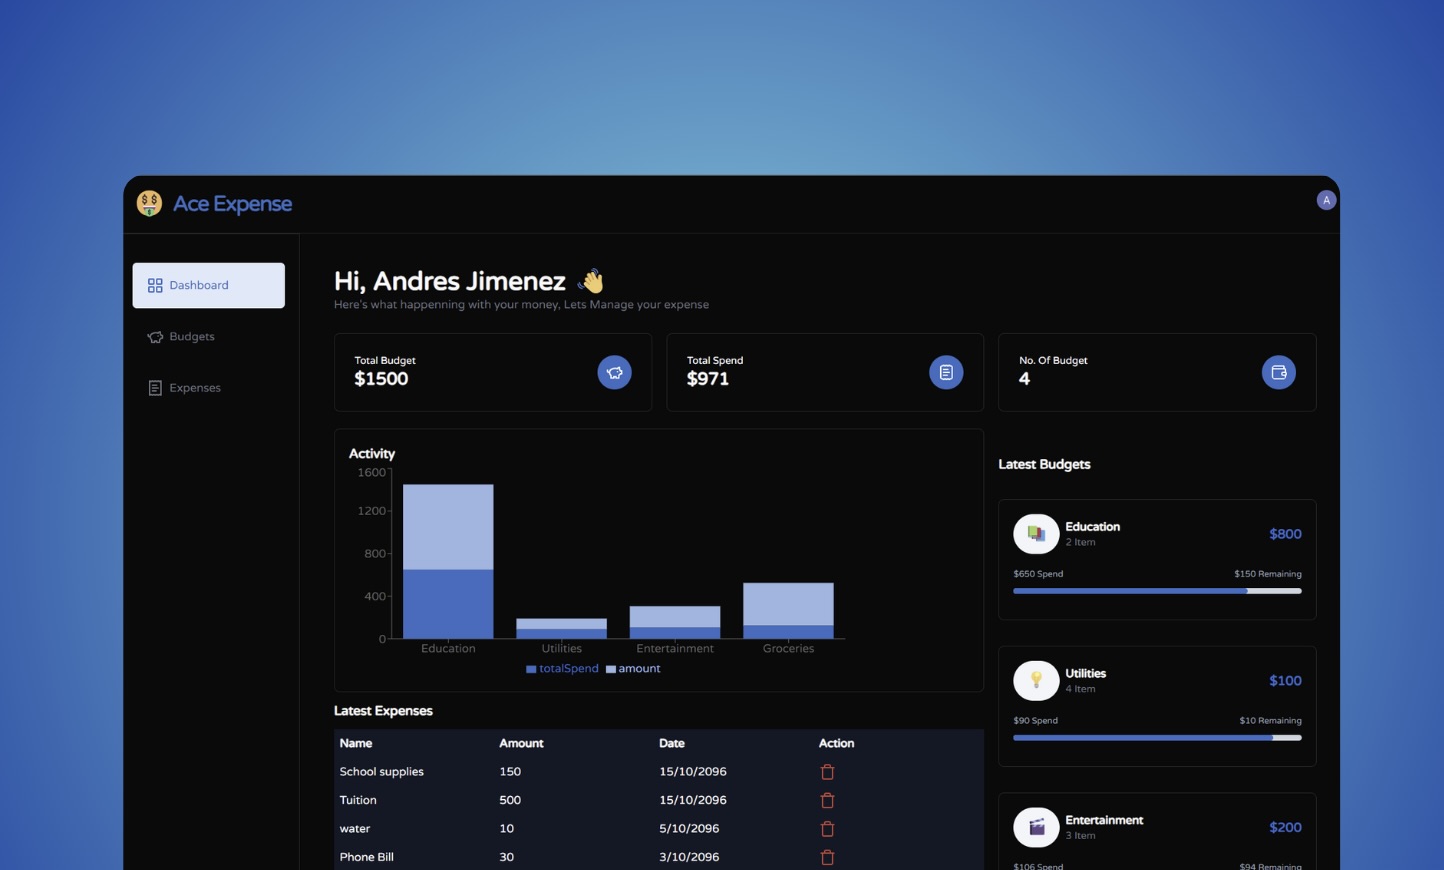 Ace Expense
A
Dashboard
Budgets
Expenses
Hi, Andres Jimenez 👋
Here's what happenning with your money, Lets Manage your expense
Total Budget
$1500
Total Spend
$971
No. Of Budget
4
Activity
1600
1200
800
400
0
Education Utilities Entertainment Groceries
totalSpend amount
Latest Expenses
Name Amount Date Action
School supplies 150 15/10/2096
Tuition 500 15/10/2096
water 10 5/10/2096
Phone Bill 30 3/10/2096
Latest Budgets
Education $800
2 Item
$650 Spend $150 Remaining
Utilities $100
4 Item
$90 Spend $10 Remaining
Entertainment $200
3 Item
$106 Spend $94 Remaining